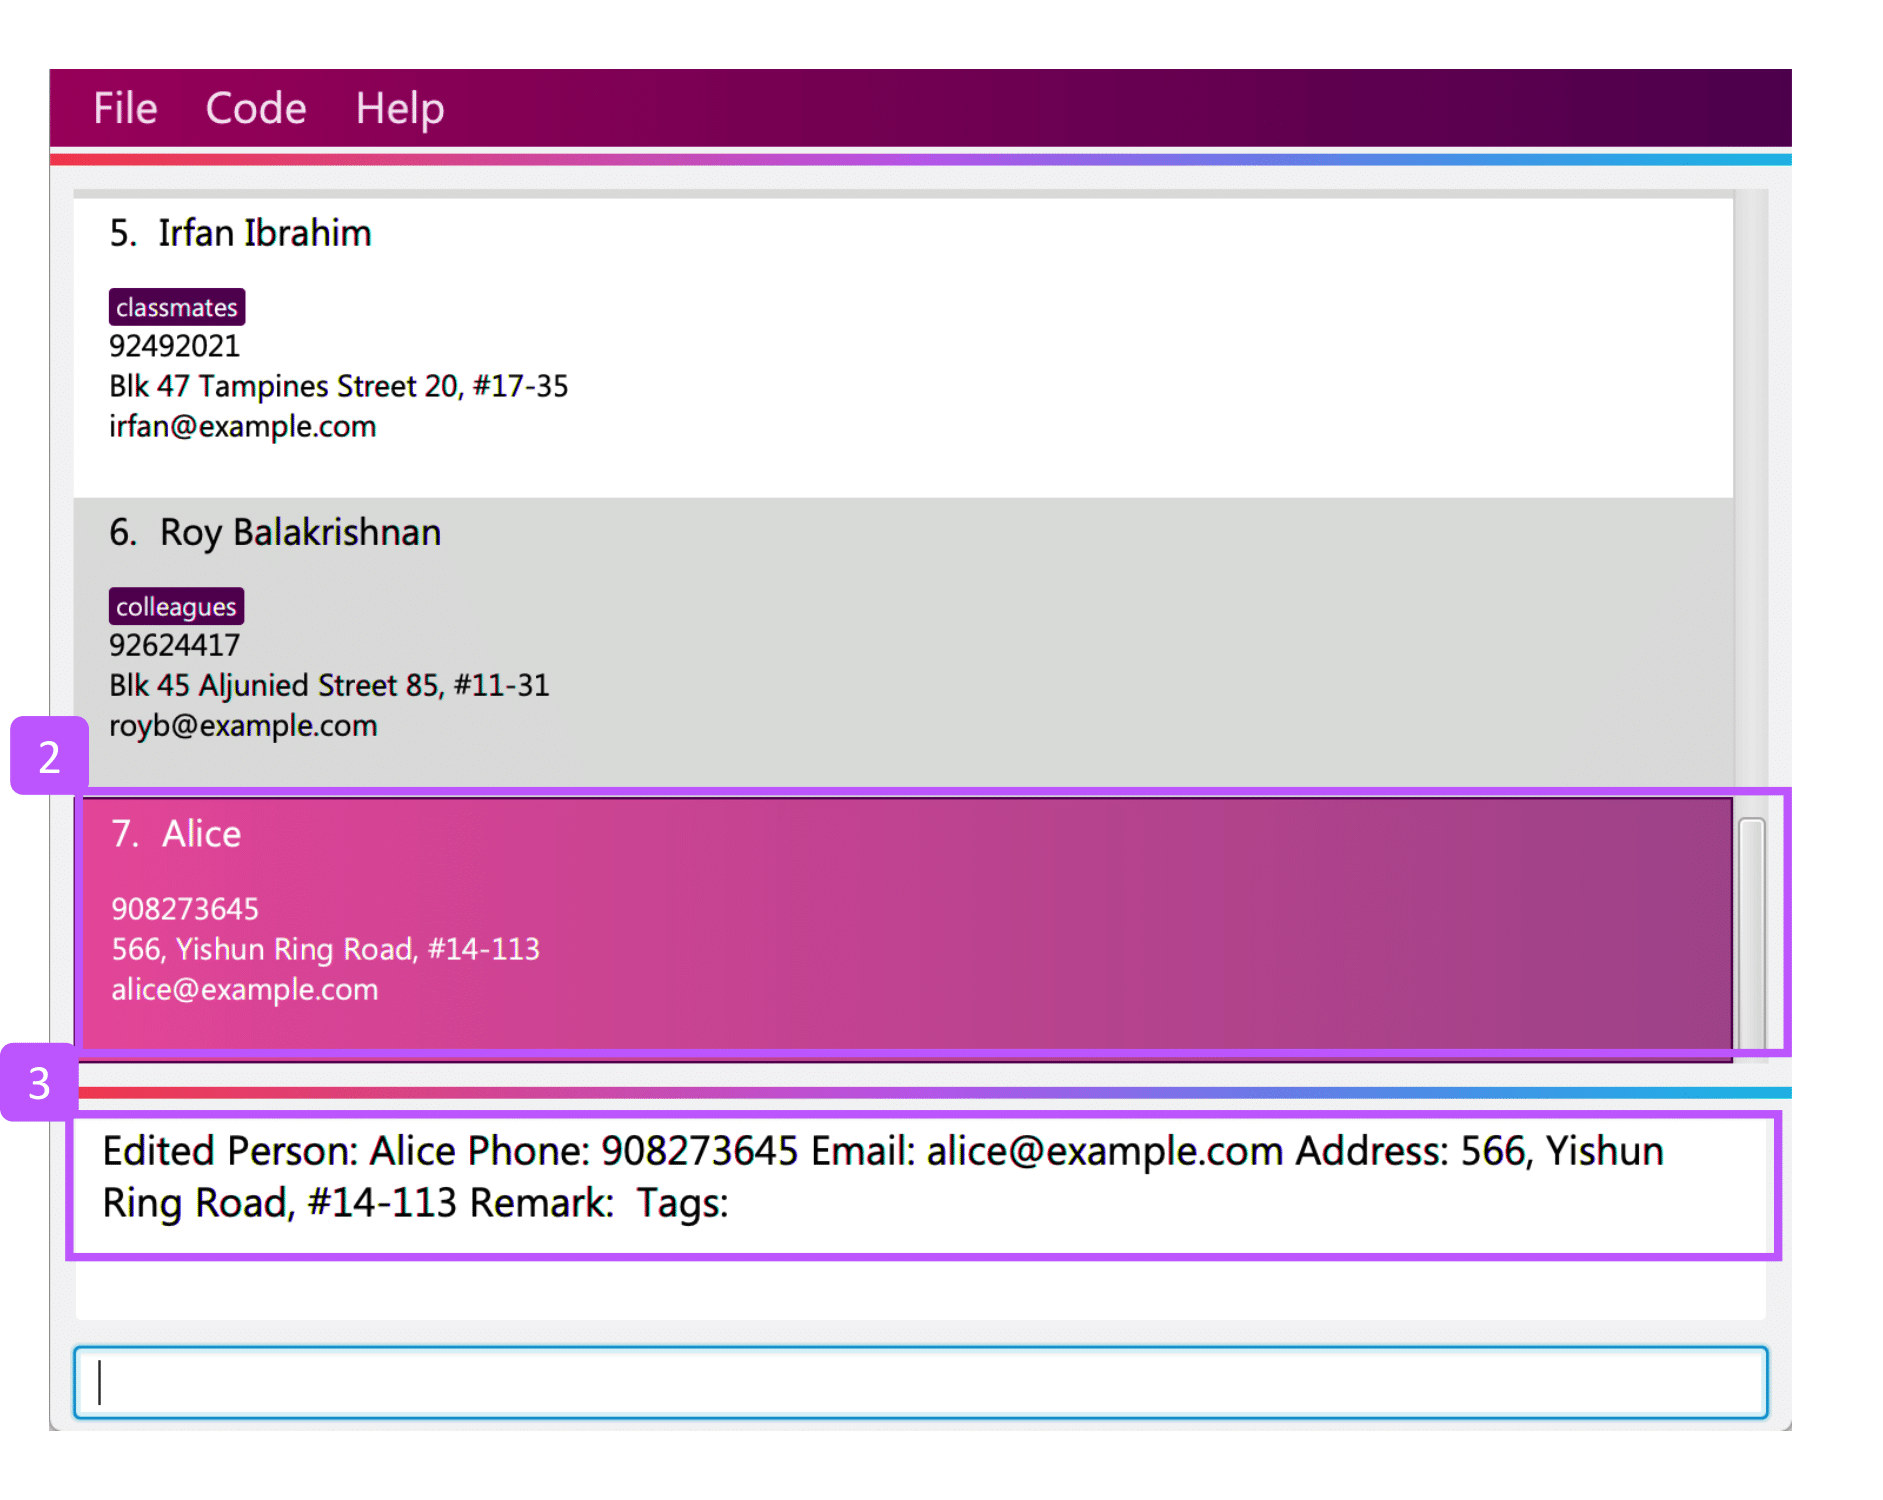 File Code Help
5. Irfan Ibrahim
classmates
92492021
Blk 47 Tampines Street 20, #17-35
irfan@example.com
6. Roy Balakrishnan
colleagues
92624417
Blk 45 Aljunied Street 85, #11-31
royb@example.com
2
7. Alice
908273645
566, Yishun Ring Road, #14-113
alice@example.com
3
Edited Person: Alice Phone: 908273645 Email: alice@example.com Address: 566, Yishun
Ring Road, #14-113 Remark: Tags: